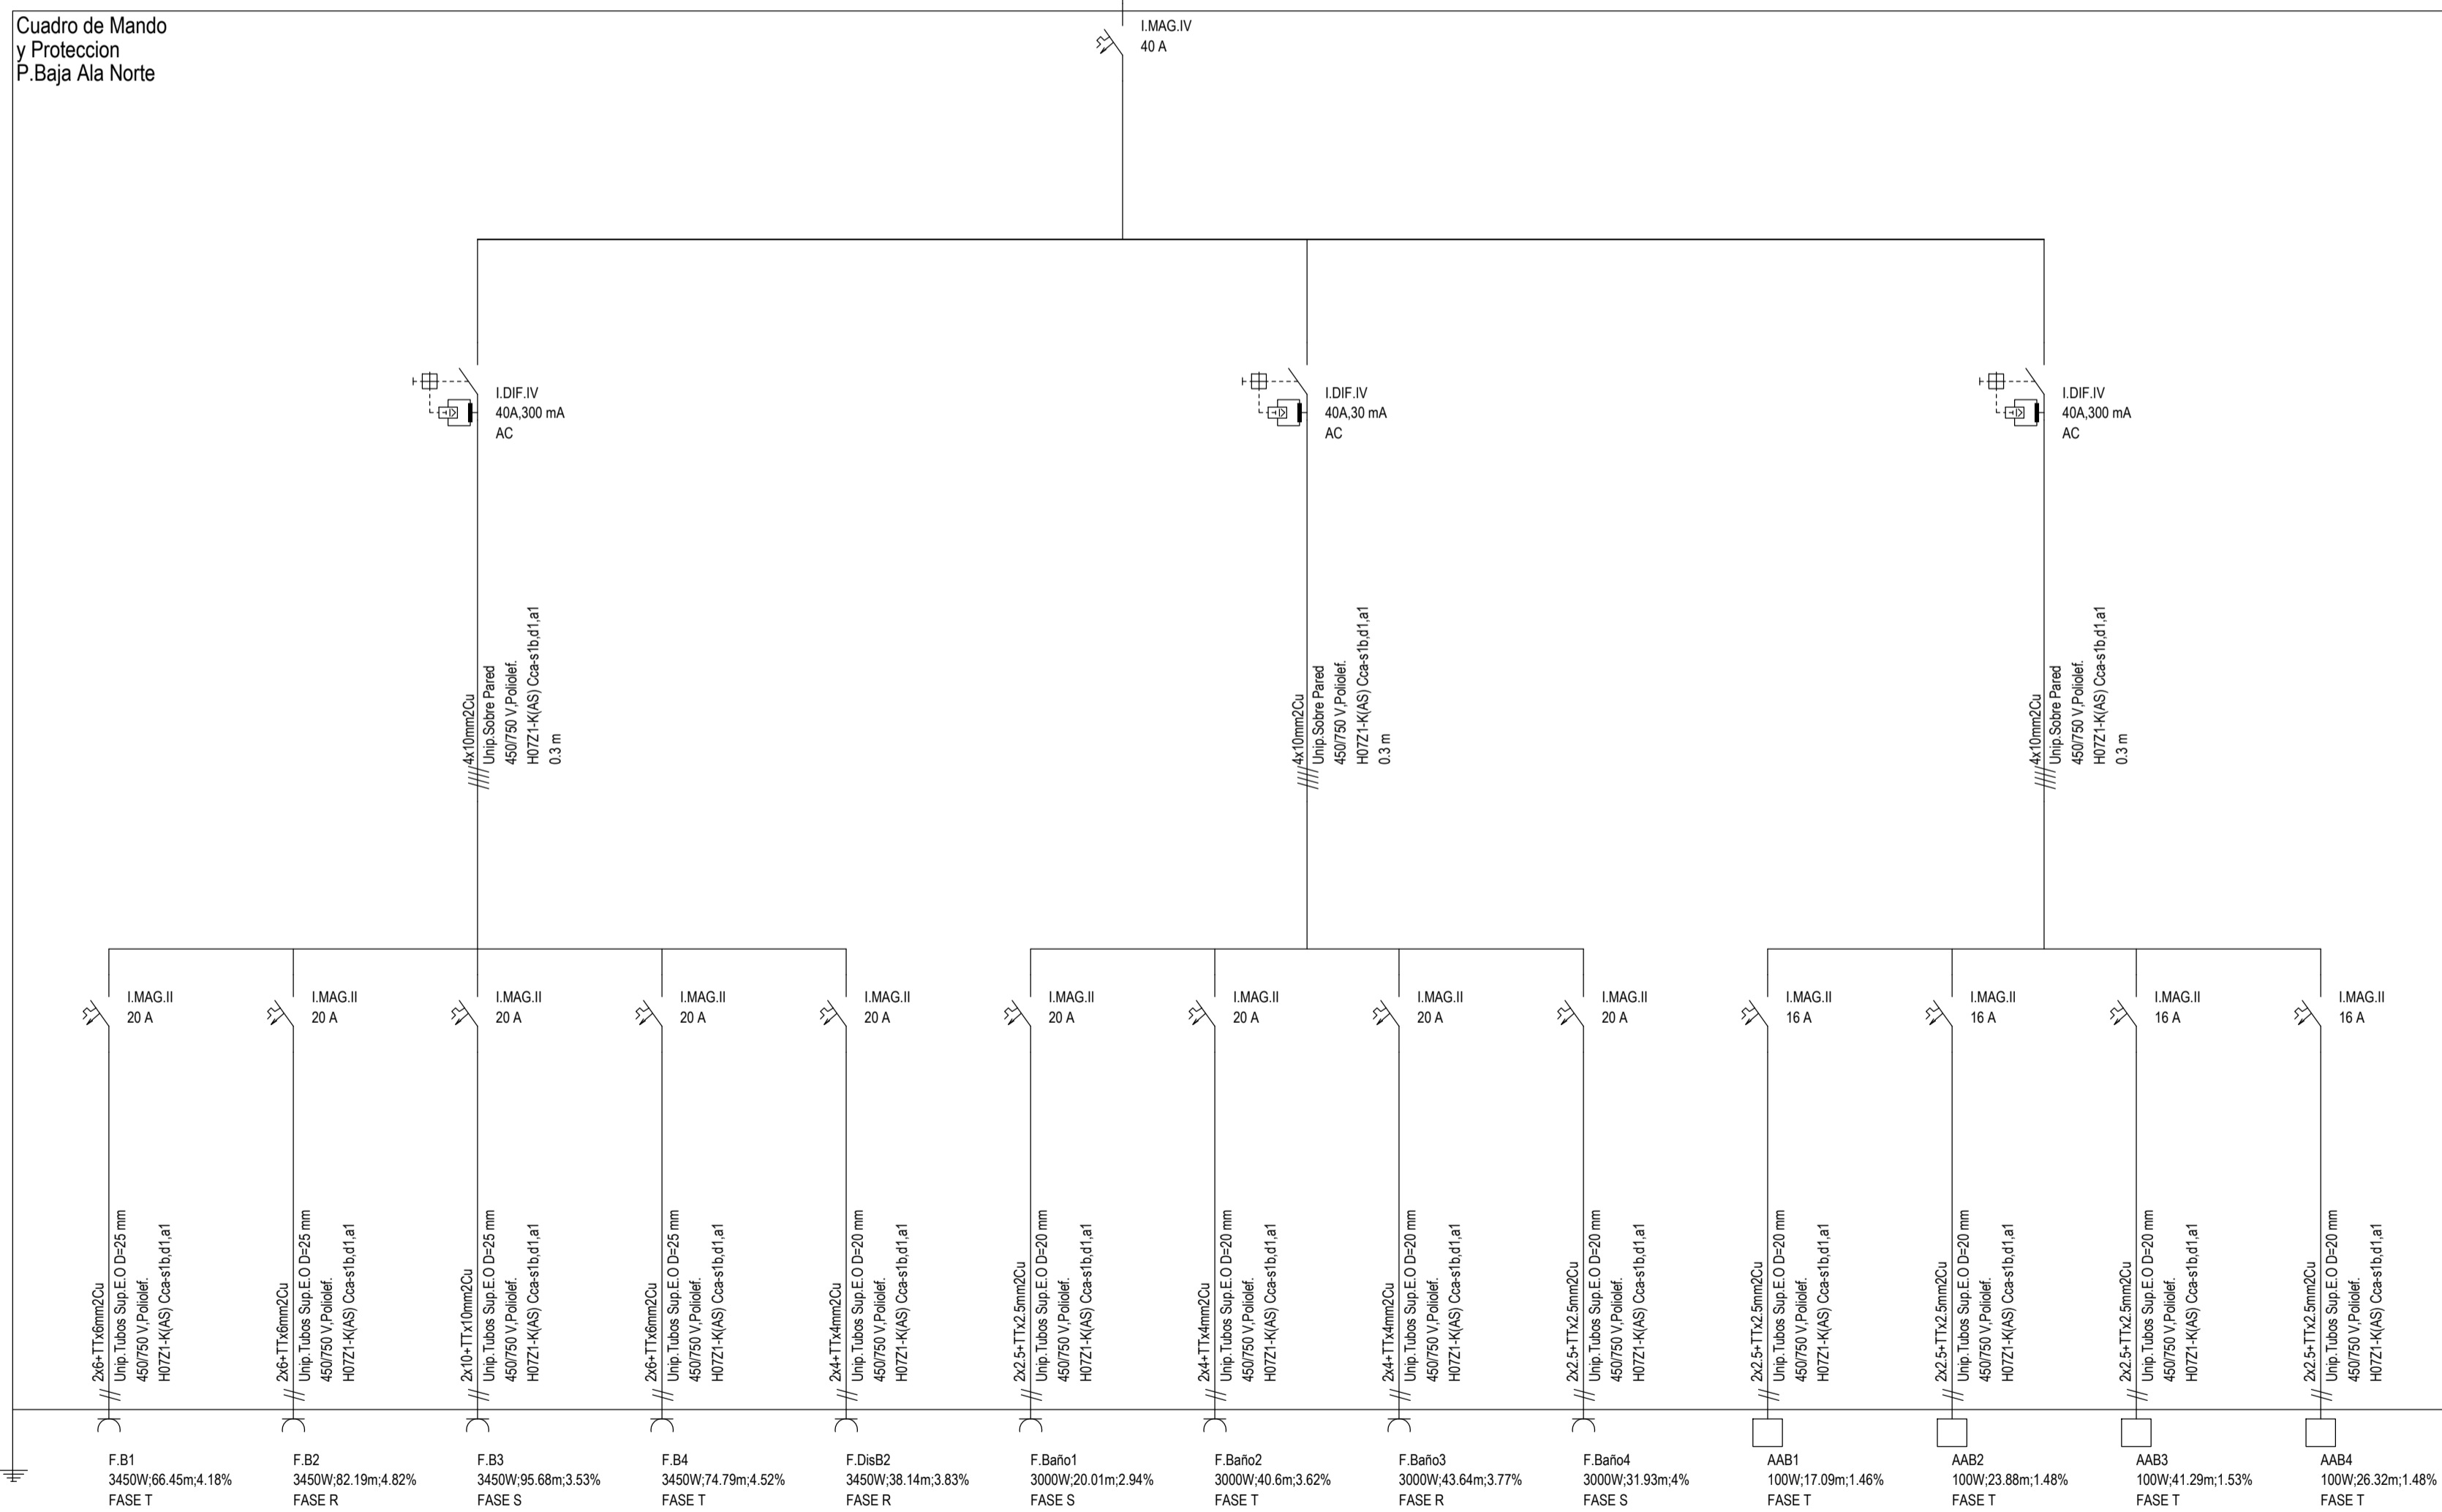 Cuadro de Mando
y Proteccion
P.Baja Ala Norte
I.MAG.IV
40 A
I.DIF.IV
40A,300 mA
AC
I.DIF.IV
40A,30 mA
AC
I.DIF.IV
40A,300 mA
AC
4x10mm2Cu
Unip.Sobre Pared
450/750 V,Poliolef.
H07Z1-K(AS) Cca-s1b,d1,a1
0.3 m
4x10mm2Cu
Unip.Sobre Pared
450/750 V,Poliolef.
H07Z1-K(AS) Cca-s1b,d1,a1
0.3 m
4x10mm2Cu
Unip.Sobre Pared
450/750 V,Poliolef.
H07Z1-K(AS) Cca-s1b,d1,a1
0.3 m
I.MAG.II
20 A
I.MAG.II
20 A
I.MAG.II
20 A
I.MAG.II
20 A
I.MAG.II
20 A
I.MAG.II
20 A
I.MAG.II
20 A
I.MAG.II
20 A
I.MAG.II
20 A
I.MAG.II
16 A
I.MAG.II
16 A
I.MAG.II
16 A
I.MAG.II
16 A
2x6+TTx6mm2Cu
Unip.Tubos Sup.E.O D=25 mm
450/750 V,Poliolef.
H07Z1-K(AS) Cca-s1b,d1,a1
2x6+TTx6mm2Cu
Unip.Tubos Sup.E.O D=25 mm
450/750 V,Poliolef.
H07Z1-K(AS) Cca-s1b,d1,a1
2x10+TTx10mm2Cu
Unip.Tubos Sup.E.O D=25 mm
450/750 V,Poliolef.
H07Z1-K(AS) Cca-s1b,d1,a1
2x6+TTx6mm2Cu
Unip.Tubos Sup.E.O D=25 mm
450/750 V,Poliolef.
H07Z1-K(AS) Cca-s1b,d1,a1
2x4+TTx4mm2Cu
Unip.Tubos Sup.E.O D=20 mm
450/750 V,Poliolef.
H07Z1-K(AS) Cca-s1b,d1,a1
2x2.5+TTx2.5mm2Cu
Unip.Tubos Sup.E.O D=20 mm
450/750 V,Poliolef.
H07Z1-K(AS) Cca-s1b,d1,a1
2x4+TTx4mm2Cu
Unip.Tubos Sup.E.O D=20 mm
450/750 V,Poliolef.
H07Z1-K(AS) Cca-s1b,d1,a1
2x4+TTx4mm2Cu
Unip.Tubos Sup.E.O D=20 mm
450/750 V,Poliolef.
H07Z1-K(AS) Cca-s1b,d1,a1
2x2.5+TTx2.5mm2Cu
Unip.Tubos Sup.E.O D=20 mm
450/750 V,Poliolef.
H07Z1-K(AS) Cca-s1b,d1,a1
2x2.5+TTx2.5mm2Cu
Unip.Tubos Sup.E.O D=20 mm
450/750 V,Poliolef.
H07Z1-K(AS) Cca-s1b,d1,a1
2x2.5+TTx2.5mm2Cu
Unip.Tubos Sup.E.O D=20 mm
450/750 V,Poliolef.
H07Z1-K(AS) Cca-s1b,d1,a1
2x2.5+TTx2.5mm2Cu
Unip.Tubos Sup.E.O D=20 mm
450/750 V,Poliolef.
H07Z1-K(AS) Cca-s1b,d1,a1
2x2.5+TTx2.5mm2Cu
Unip.Tubos Sup.E.O D=20 mm
450/750 V,Poliolef.
H07Z1-K(AS) Cca-s1b,d1,a1
F.B1
3450W;66.45m;4.18%
FASE T
F.B2
3450W;82.19m;4.82%
FASE R
F.B3
3450W;95.68m;3.53%
FASE S
F.B4
3450W;74.79m;4.52%
FASE T
F.DisB2
3450W;38.14m;3.83%
FASE R
F.Baño1
3000W;20.01m;2.94%
FASE S
F.Baño2
3000W;40.6m;3.62%
FASE T
F.Baño3
3000W;43.64m;3.77%
FASE R
F.Baño4
3000W;31.93m;4%
FASE S
AAB1
100W;17.09m;1.46%
FASE T
AAB2
100W;23.88m;1.48%
FASE T
AAB3
100W;41.29m;1.53%
FASE T
AAB4
100W;26.32m;1.48%
FASE T